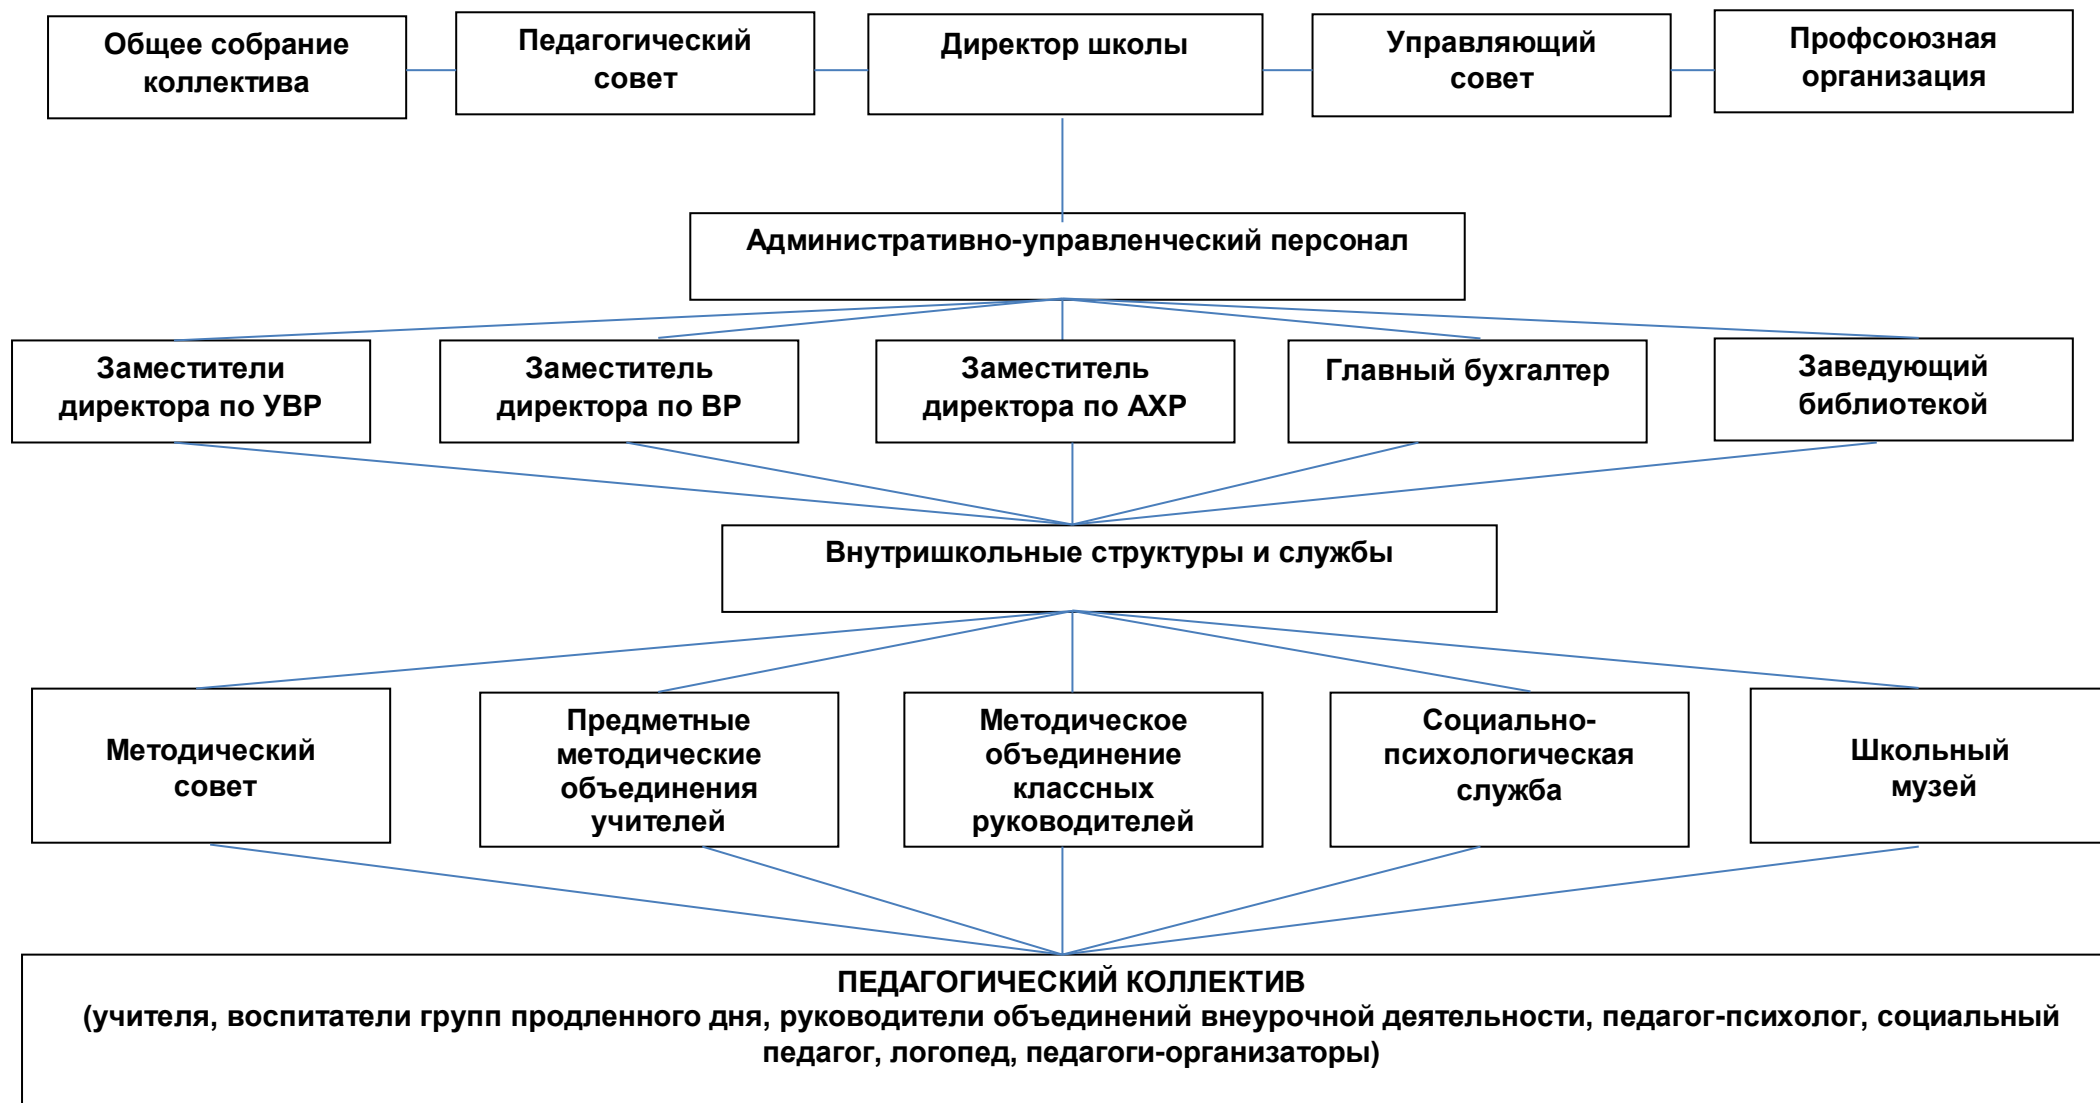 Общее собрание
коллектива
Педагогический
совет
Директор школы
Управляющий
совет
Профсоюзная
организация
Административно-управленческий персонал
Заместители
директора по УВР
Заместитель
директора по ВР
Заместитель
директора по АХР
Главный бухгалтер
Заведующий
библиотекой
Внутришкольные структуры и службы
Методический
совет
Предметные
методические
объединения
учителей
Методическое
объединение
классных
руководителей
Социально-
психологическая
служба
Школьный
музей
ПЕДАГОГИЧЕСКИЙ КОЛЛЕКТИВ
(учителя, воспитатели групп продленного дня, руководители объединений внеурочной деятельности, педагог-психолог, социальный
педагог, логопед, педагоги-организаторы)